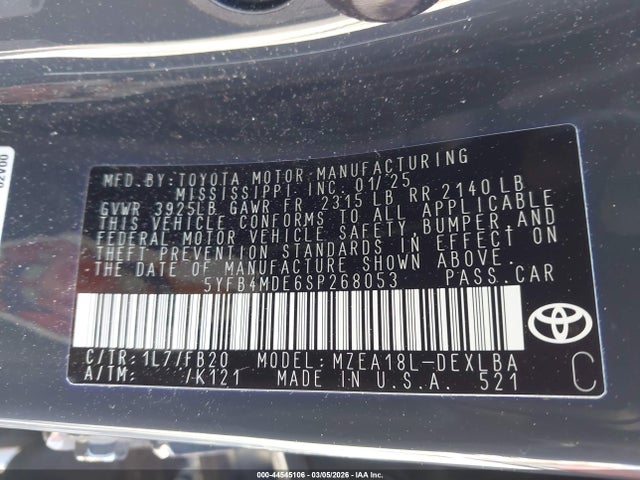 MFD. BY: TOYOTA MOTOR MANUFACTURING
MISSISSIPPI, INC. 01/25
GVWR 3925LB GAWR FR 2315 LB RR 2140 LB
THIS VEHICLE CONFORMS TO ALL APPLICABLE
FEDERAL MOTOR VEHICLE SAFETY, BUMPER, AND
THEFT PREVENTION STANDARDS IN EFFECT ON
THE DATE OF MANUFACTURE SHOWN ABOVE.
5YFB4MDE6SP268053 PASS. CAR
C/TR: 1L7/FB20 MODEL: MZEA18L-DEXLBA
A/TM: /K121 MADE IN U.S.A. 521
C
000-44545106 - 03/05/2026 - IAAI.com